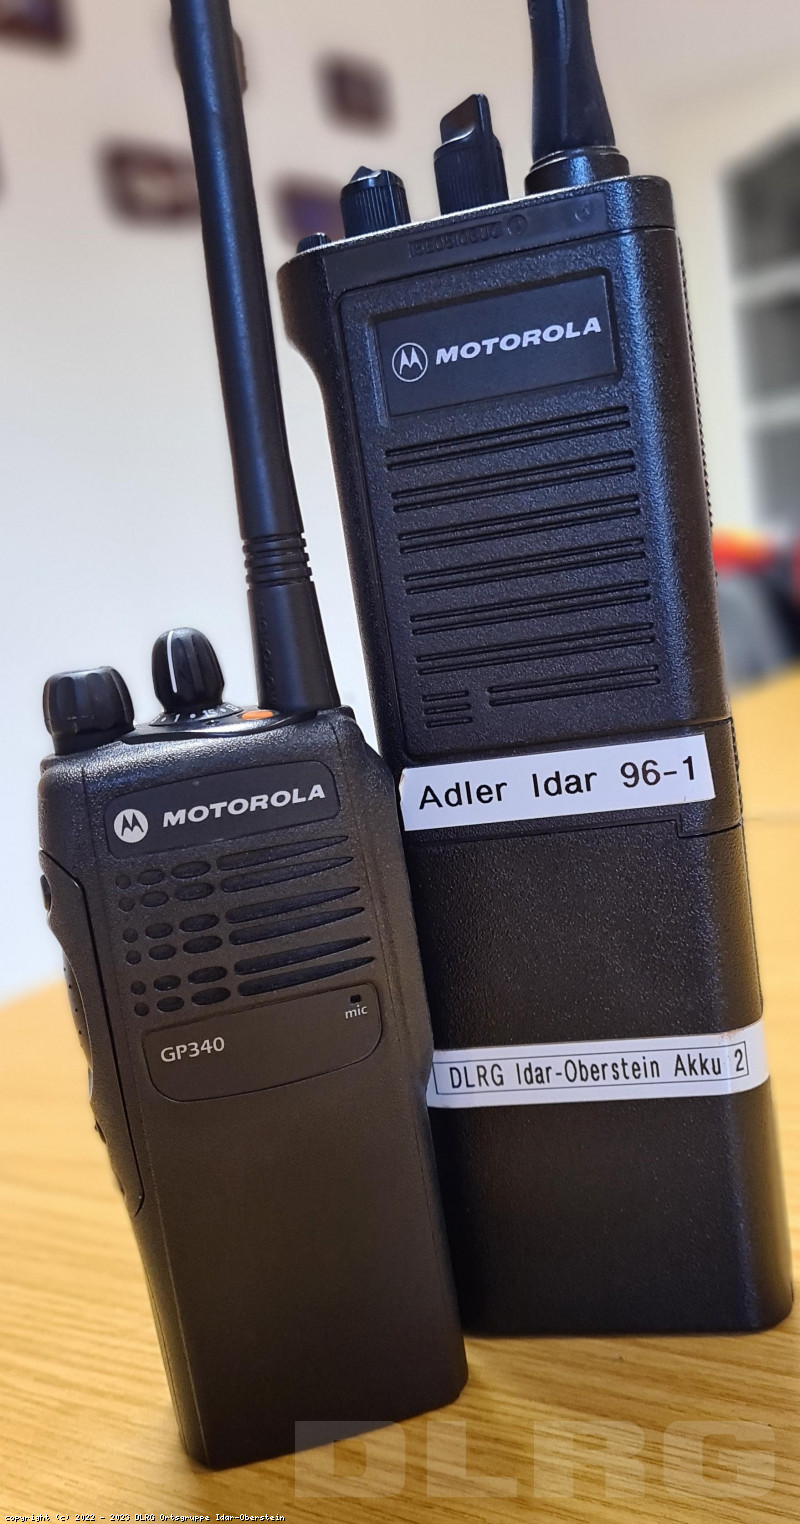 MOTOROLA
Adler Idar 96-1
DLRG Idar-Oberstein Akku 2
MOTOROLA
mic
GP340
DLRG
copyright (c) 2022 - 2023 DLRG Ortsgruppe Idar-Oberstein